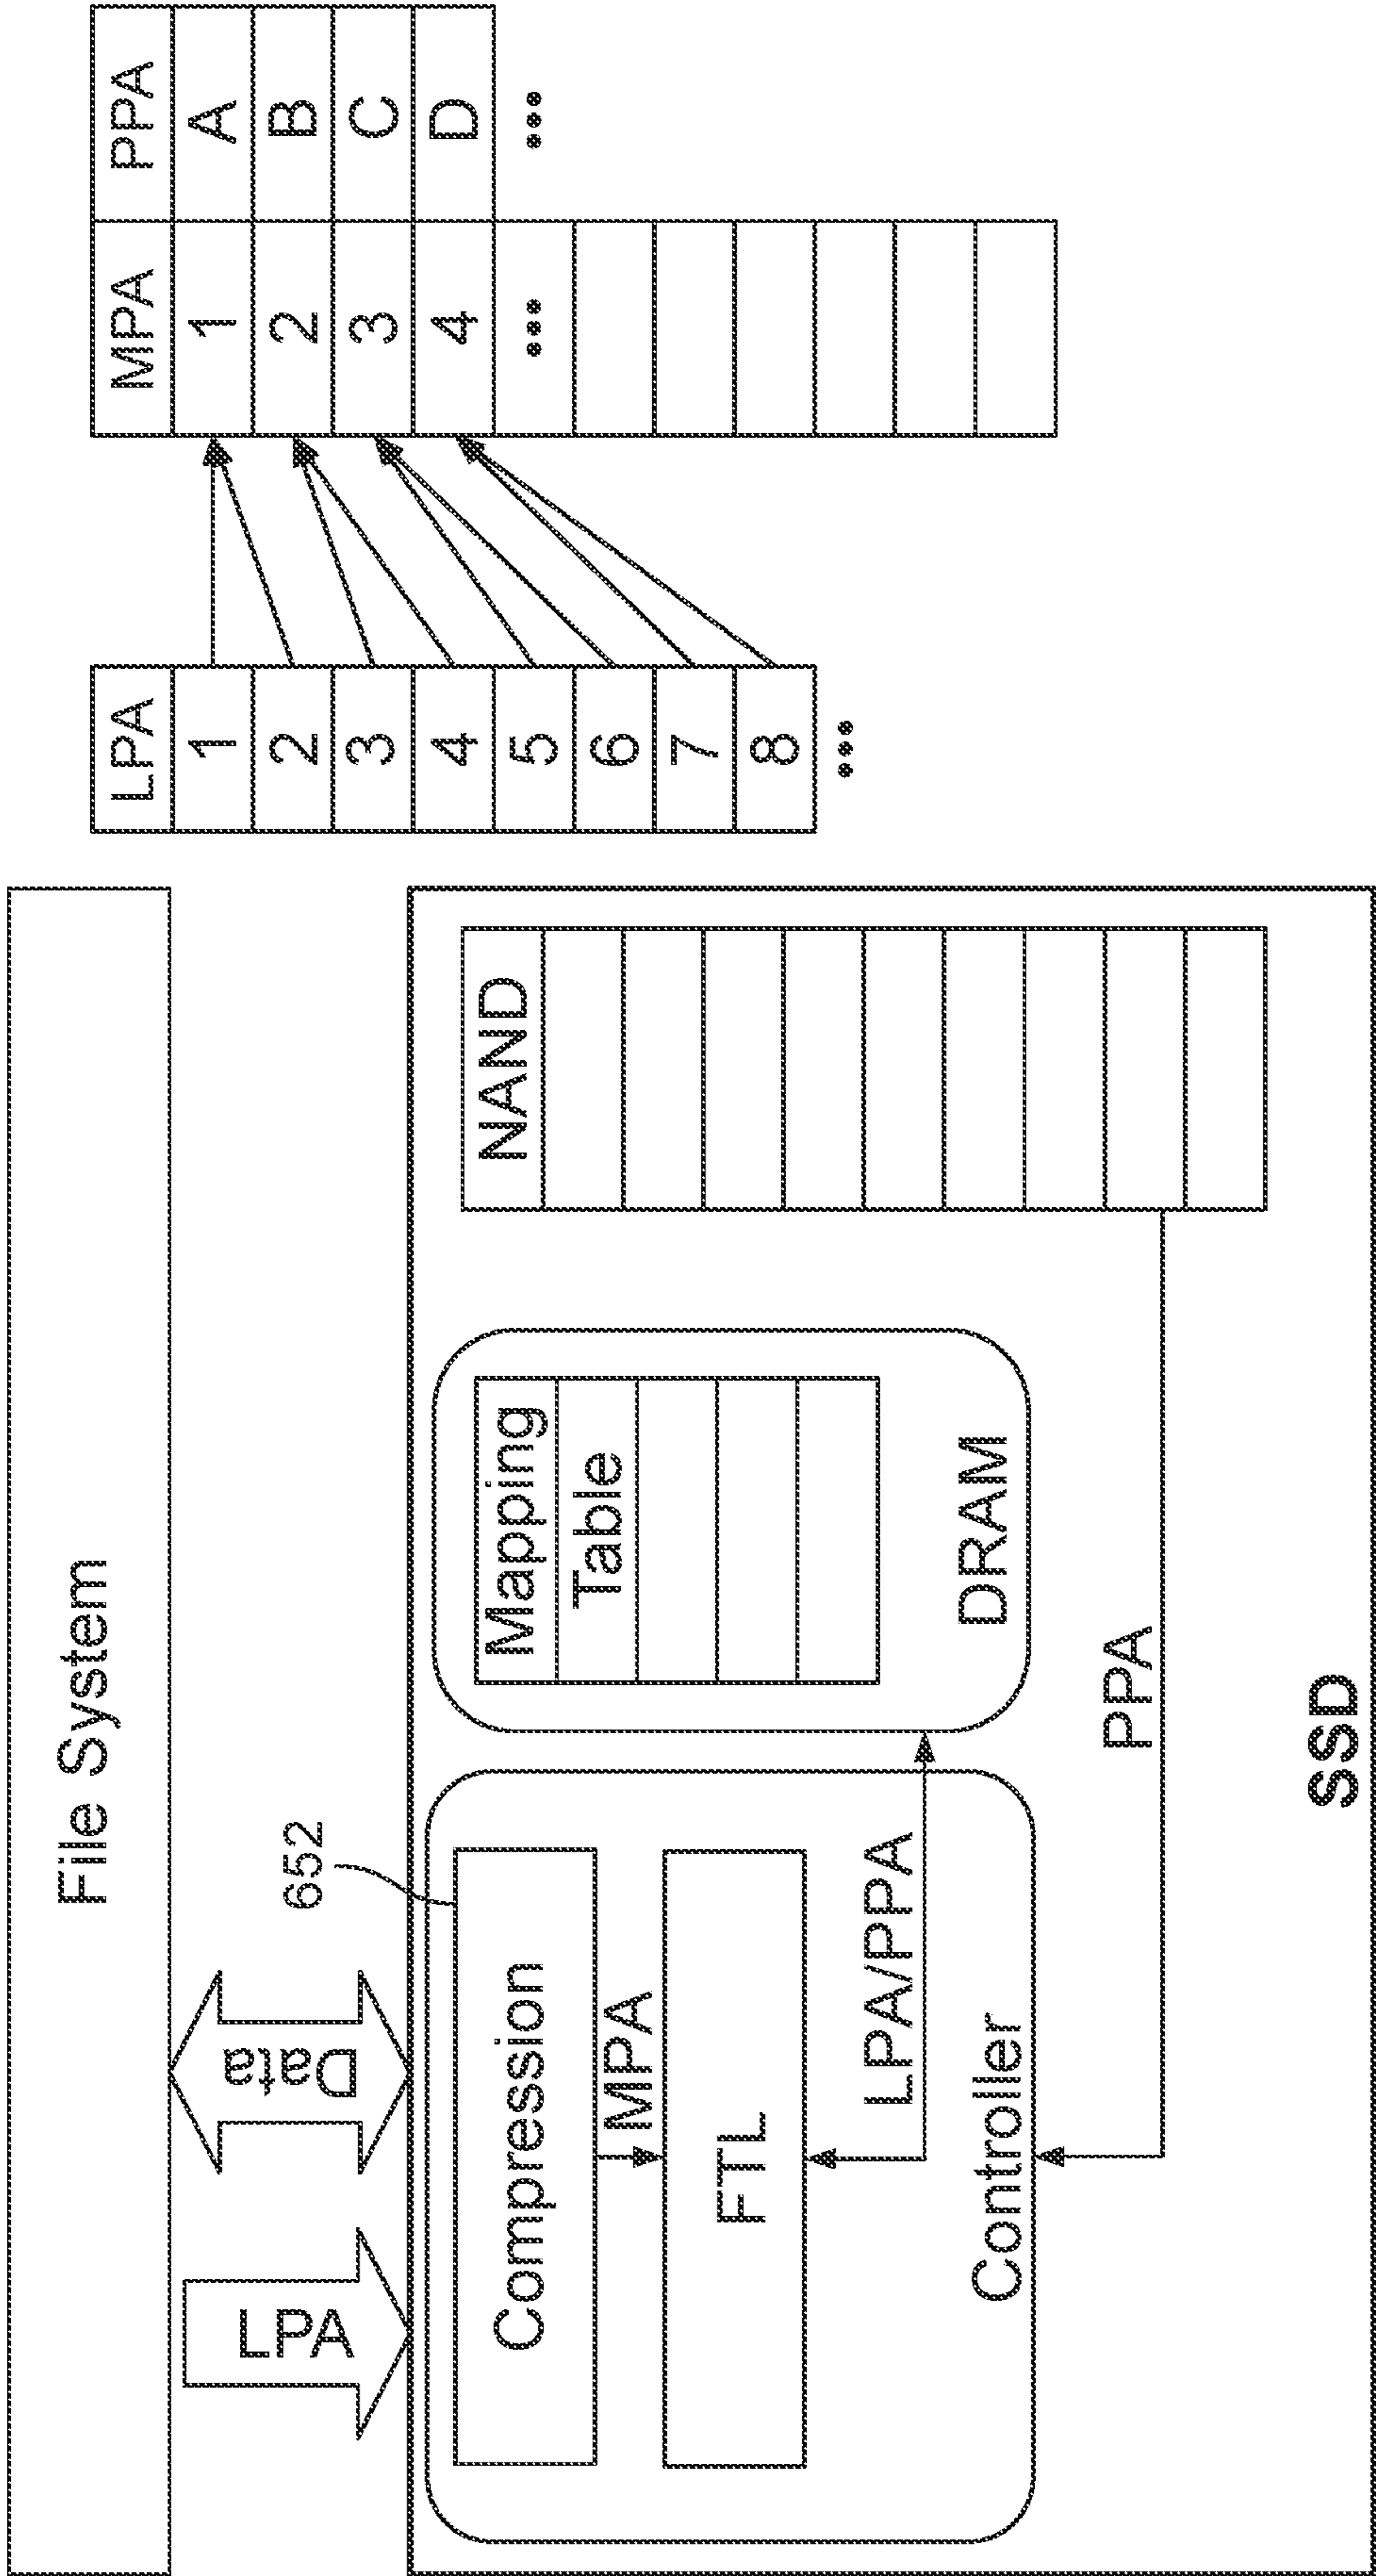 File System
LPA
Data
652
Compression
MPA
FTL
LPA/PPA
Controller
Mapping
Table
DRAM
NAND
PPA
SSD
LPA
1
2
3
4
5
6
7
8
...
MPA PPA
1 A
2 B
3 C
4 D
... ...